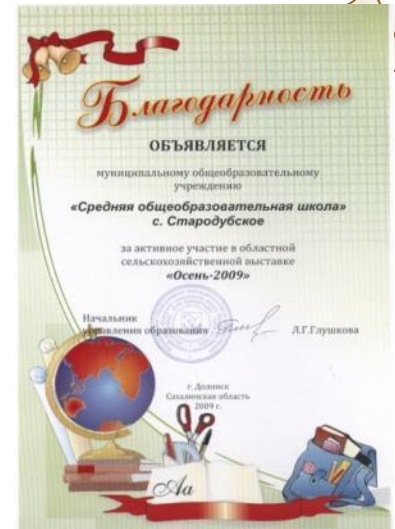 Благодарность
ОБЪЯВЛЯЕТСЯ
муниципальному общеобразовательному
учреждению
«Средняя общеобразовательная школа»
с. Стародубское
за активное участие в областной
сельскохозяйственной выставке
«Осень-2009»
Начальник
управления образования Л.Г.Глушкова
г. Долинск
Сахалинская область
2009 г.
Аа